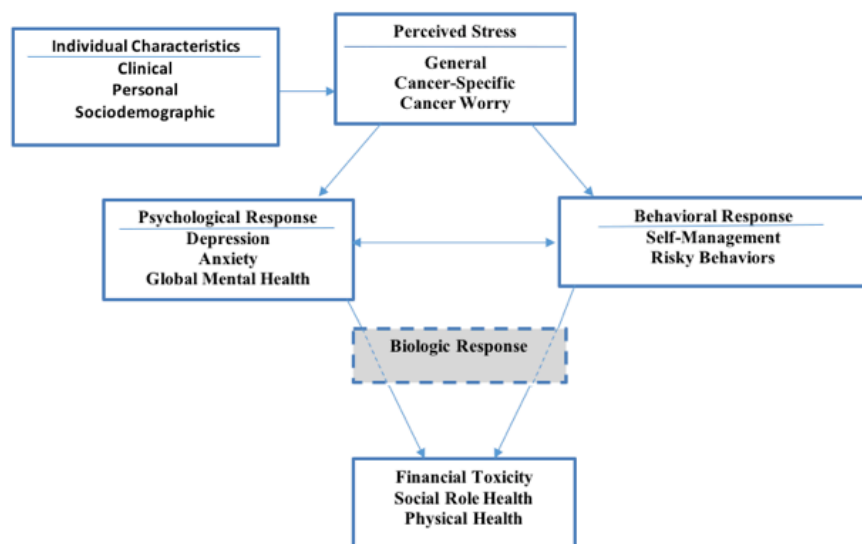 Individual Characteristics
Clinical
Personal
Sociodemographic
Perceived Stress
General
Cancer-Specific
Cancer Worry
Psychological Response
Depression
Anxiety
Global Mental Health
Behavioral Response
Self-Management
Risky Behaviors
Biologic Response
Financial Toxicity
Social Role Health
Physical Health